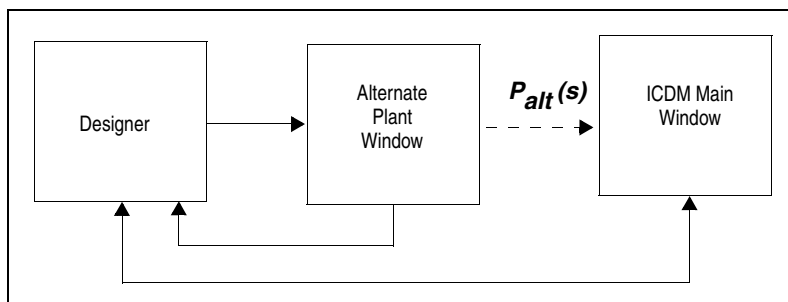 Designer
Alternate
Plant
Window
P_alt(s)
ICDM Main
Window